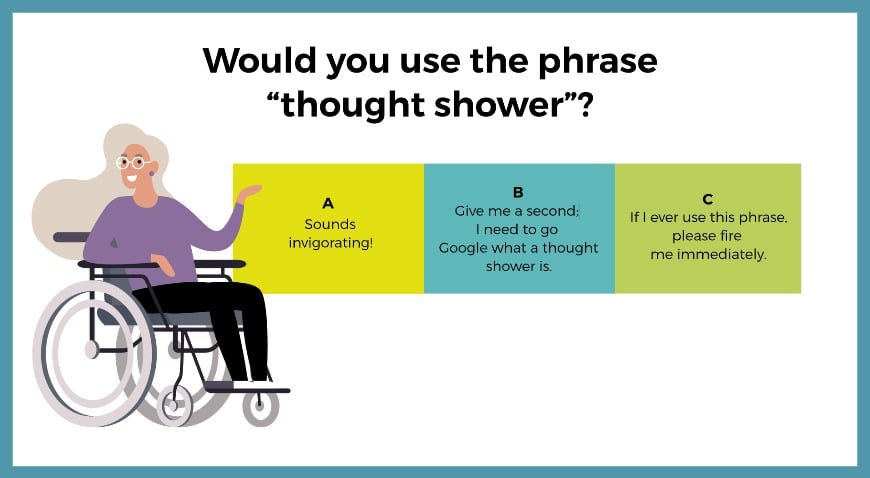 Would you use the phrase
“thought shower”?
A
Sounds
invigorating!
B
Give me a second;
I need to go
Google what a thought
shower is.
C
If I ever use this phrase,
please fire
me immediately.